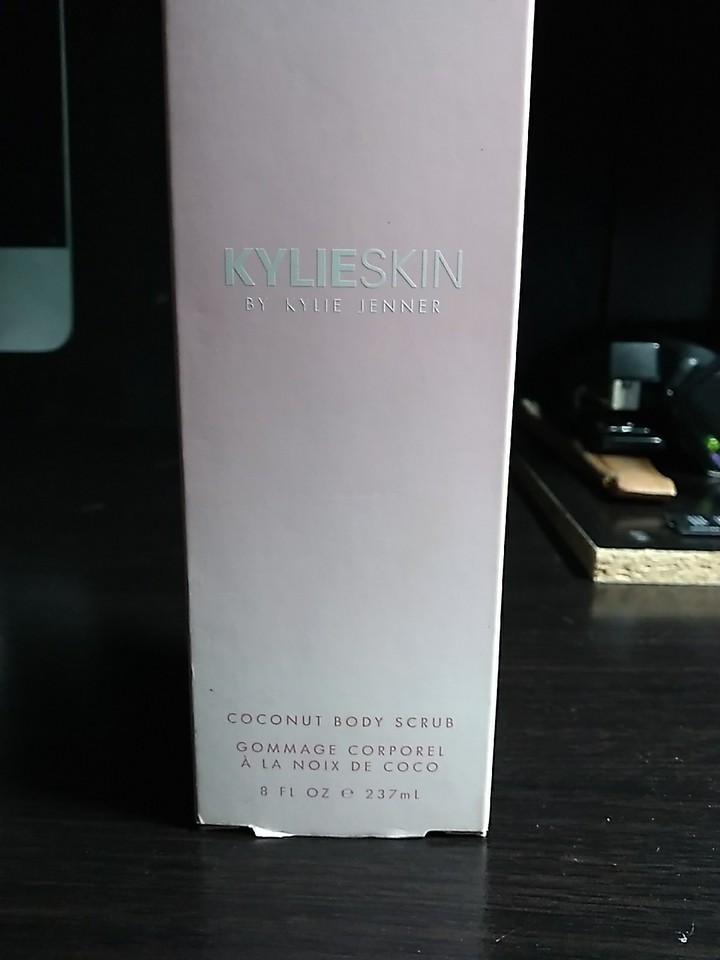 KYLIESKIN
BY KYLIE JENNER
COCONUT BODY SCRUB
GOMMAGE CORPOREL
À LA NOIX DE COCO
8 FL OZ ℮ 237mL